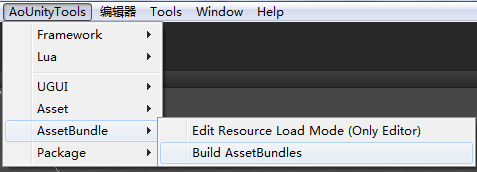 AoUnityTools 编辑器 Tools Window Help
Framework
Lua
UGUI
Asset
AssetBundle
Edit Resource Load Mode (Only Editor)
Build AssetBundles
Package